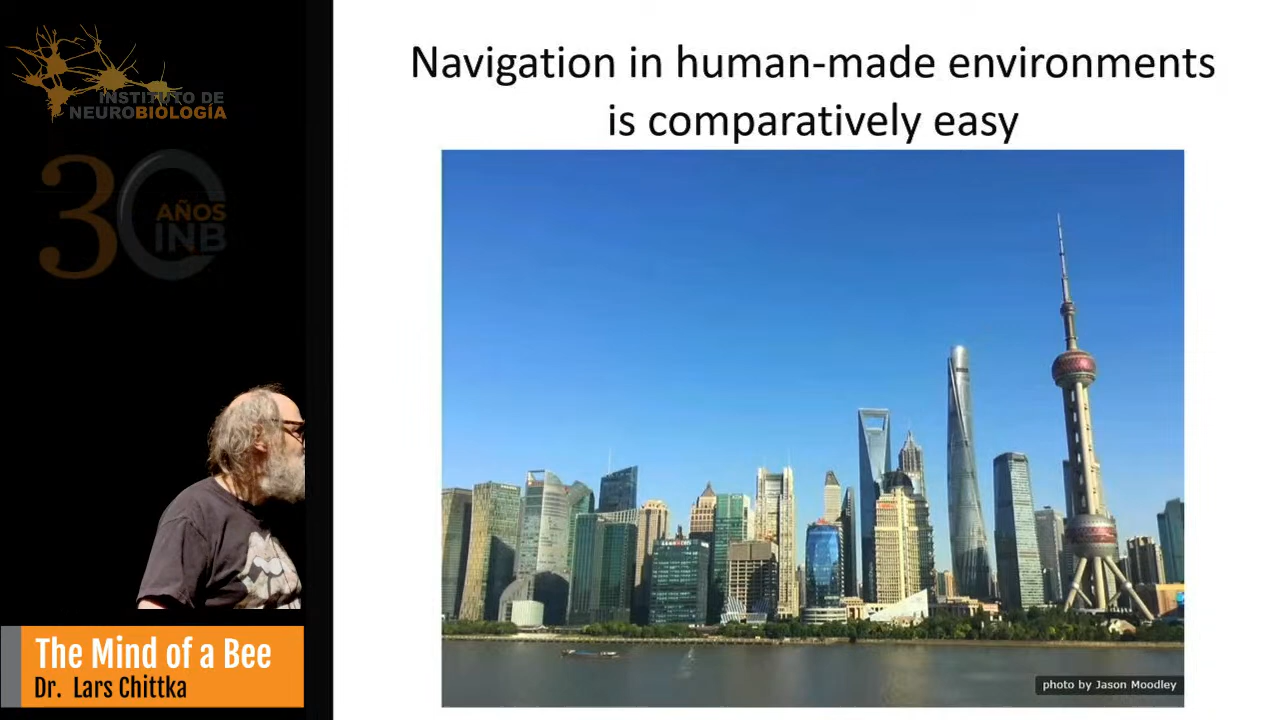 INSTITUTO DE
NEUROBIOLOGÍA
30
AÑOS
INB
Navigation in human-made environments
is comparatively easy
photo by Jason Moodley
The Mind of a Bee
Dr. Lars Chittka